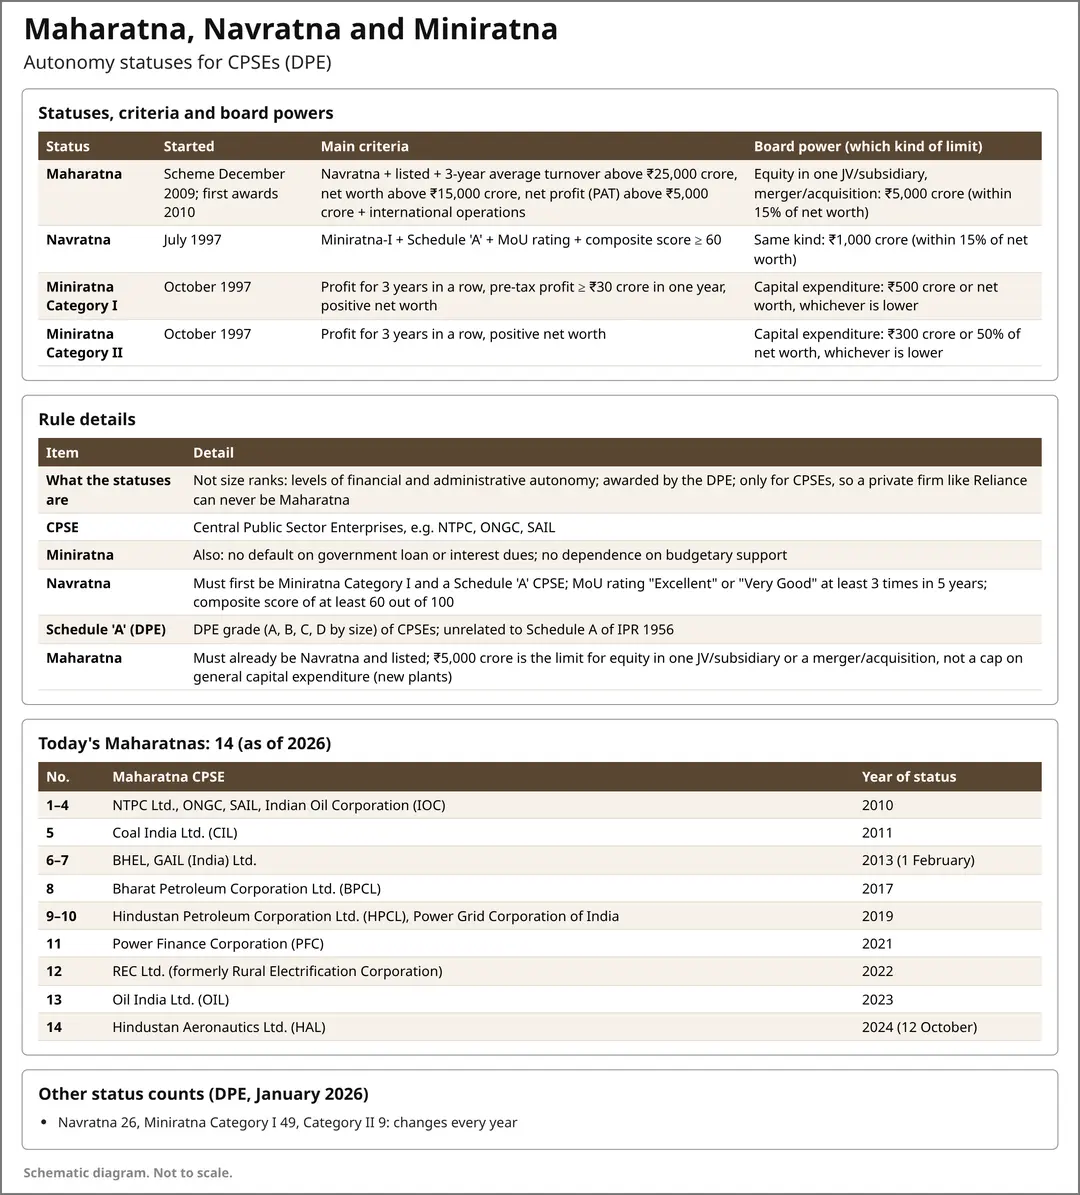 Maharatna, Navratna and Miniratna
Autonomy statuses for CPSEs (DPE)
Statuses, criteria and board powers
Status Started Main criteria Board power (which kind of limit)
Maharatna Scheme December 2009; first awards 2010 Navratna + listed + 3-year average turnover above ₹25,000 crore, net worth above ₹15,000 crore, net profit (PAT) above ₹5,000 crore + international operations Equity in one JV/subsidiary, merger/acquisition: ₹5,000 crore (within 15% of net worth)
Navratna July 1997 Miniratna-I + Schedule 'A' + MoU rating + composite score ≥ 60 Same kind: ₹1,000 crore (within 15% of net worth)
Miniratna Category I October 1997 Profit for 3 years in a row, pre-tax profit ≥ ₹30 crore in one year, positive net worth Capital expenditure: ₹500 crore or net worth, whichever is lower
Miniratna Category II October 1997 Profit for 3 years in a row, positive net worth Capital expenditure: ₹300 crore or 50% of net worth, whichever is lower
Rule details
Item Detail
What the statuses are Not size ranks: levels of financial and administrative autonomy; awarded by the DPE; only for CPSEs, so a private firm like Reliance can never be Maharatna
CPSE Central Public Sector Enterprises, e.g. NTPC, ONGC, SAIL
Miniratna Also: no default on government loan or interest dues; no dependence on budgetary support
Navratna Must first be Miniratna Category I and a Schedule 'A' CPSE; MoU rating "Excellent" or "Very Good" at least 3 times in 5 years; composite score of at least 60 out of 100
Schedule 'A' (DPE) DPE grade (A, B, C, D by size) of CPSEs; unrelated to Schedule A of IPR 1956
Maharatna Must already be Navratna and listed; ₹5,000 crore is the limit for equity in one JV/subsidiary or a merger/acquisition, not a cap on general capital expenditure (new plants)
Today's Maharatnas: 14 (as of 2026)
No. Maharatna CPSE Year of status
1–4 NTPC Ltd., ONGC, SAIL, Indian Oil Corporation (IOC) 2010
5 Coal India Ltd. (CIL) 2011
6–7 BHEL, GAIL (India) Ltd. 2013 (1 February)
8 Bharat Petroleum Corporation Ltd. (BPCL) 2017
9–10 Hindustan Petroleum Corporation Ltd. (HPCL), Power Grid Corporation of India 2019
11 Power Finance Corporation (PFC) 2021
12 REC Ltd. (formerly Rural Electrification Corporation) 2022
13 Oil India Ltd. (OIL) 2023
14 Hindustan Aeronautics Ltd. (HAL) 2024 (12 October)
Other status counts (DPE, January 2026)
• Navratna 26, Miniratna Category I 49, Category II 9: changes every year
Schematic diagram. Not to scale.